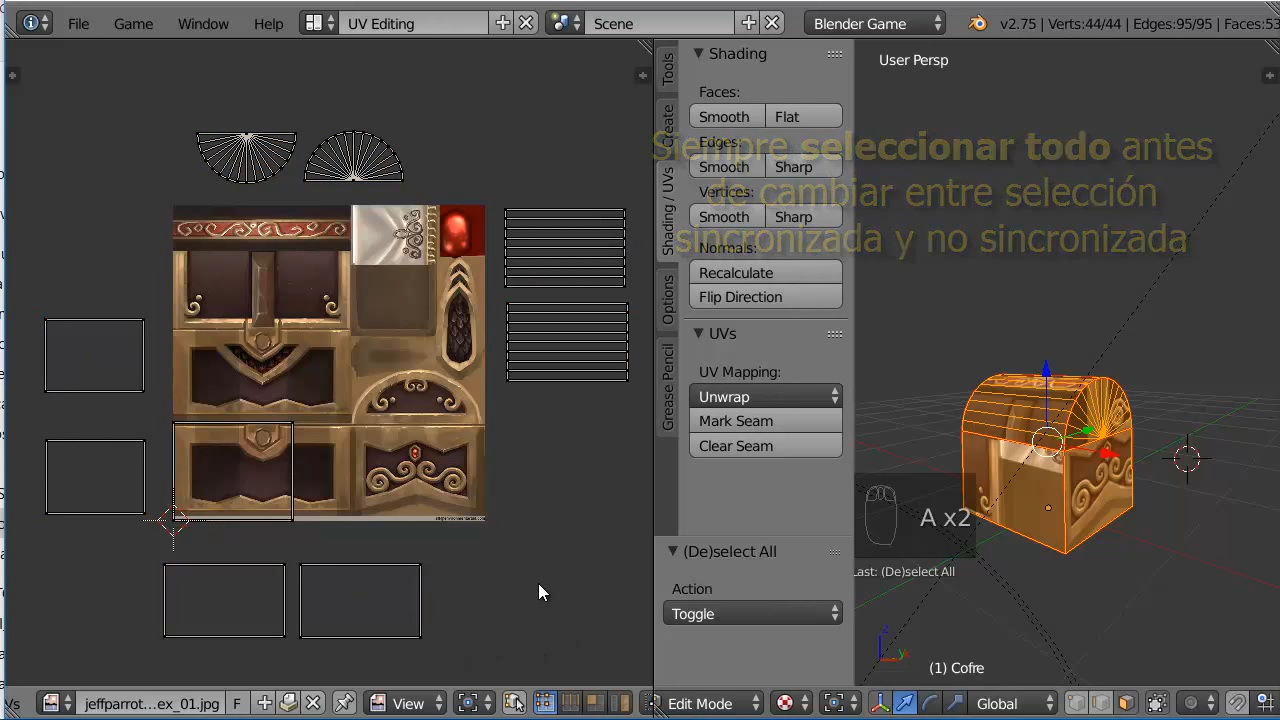 File Game Window Help UV Editing Scene Blender Game v2.75 | Verts:44/44 | Edges:95/95 | Faces:53
User Persp
Tools
Create
Shading / UVs
Options
Grease Pencil
Shading
Faces:
Smooth Flat
Edges:
Smooth Sharp
Vertices:
Smooth Sharp
Normals:
Recalculate
Flip Direction
UVs
UV Mapping:
Unwrap
Mark Seam
Clear Seam
(De)select All
Action
Toggle
Siempre seleccionar todo antes
de cambiar entre selección
sincronizada y no sincronizada
A x2
Last: (De)select All
z
y
(1) Cofre
Vs jeffparrot...ex_01.jpg F View Edit Mode Global